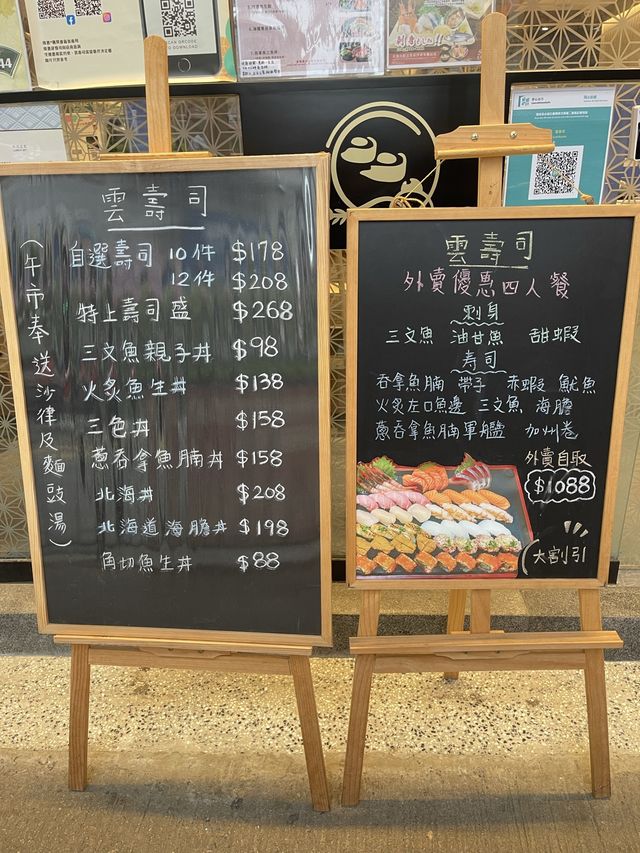 雲壽司
自選壽司 10件 $178
12件 $208
特上壽司盛 $268
三文魚親子丼 $98
火炙魚生丼 $138
三色丼 $158
蔥吞拿魚腩丼 $158
北海丼 $208
北海道海膽丼 $198
角切魚生丼 $88
(午市奉送沙律及麵豉湯)
雲壽司
外賣優惠四人餐
刺身
三文魚 油甘魚 甜蝦
壽司
吞拿魚腩 帶子 赤蝦 魷魚
火炙左口魚邊 三文魚 海膽
蔥吞拿魚腩軍艦 加州卷
外賣自取
$1088
(大割引